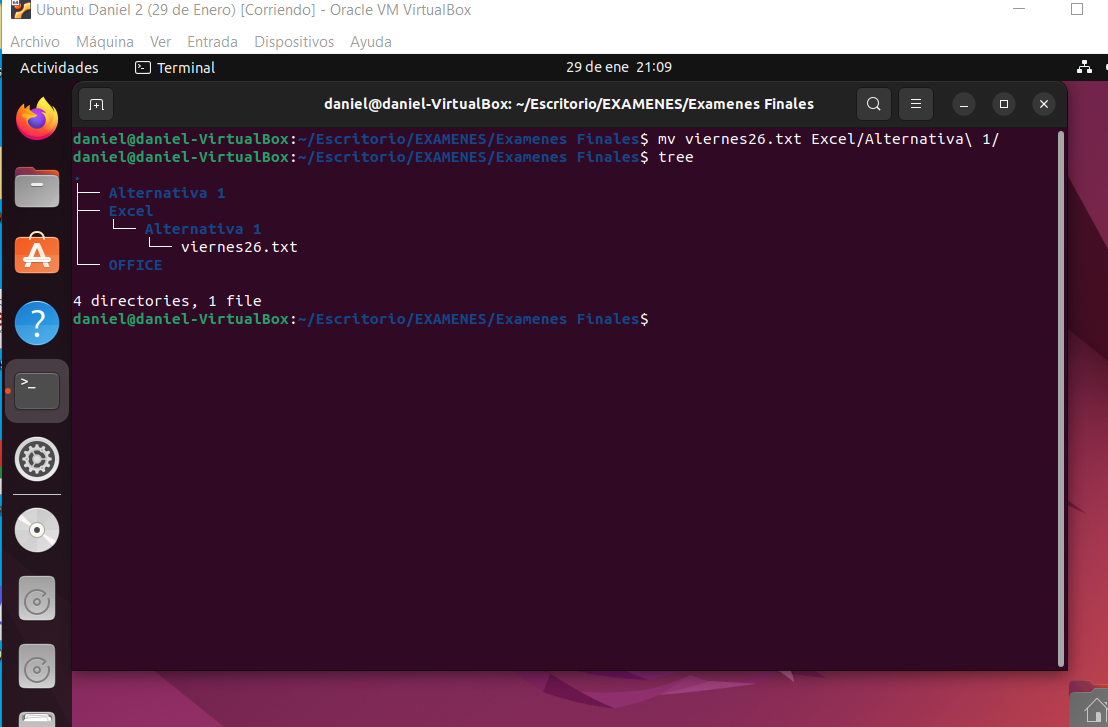 Ubuntu Daniel 2 (29 de Enero) [Corriendo] - Oracle VM VirtualBox
Archivo Máquina Ver Entrada Dispositivos Ayuda
Actividades Terminal 29 de ene 21:09
daniel@daniel-VirtualBox: ~/Escritorio/EXAMENES/Examenes Finales
daniel@daniel-VirtualBox:~/Escritorio/EXAMENES/Examenes Finales$ mv viernes26.txt Excel/Alternativa\ 1/
daniel@daniel-VirtualBox:~/Escritorio/EXAMENES/Examenes Finales$ tree
.
├── Alternativa 1
├── Excel
│   └── Alternativa 1
│       └── viernes26.txt
└── OFFICE
4 directories, 1 file
daniel@daniel-VirtualBox:~/Escritorio/EXAMENES/Examenes Finales$